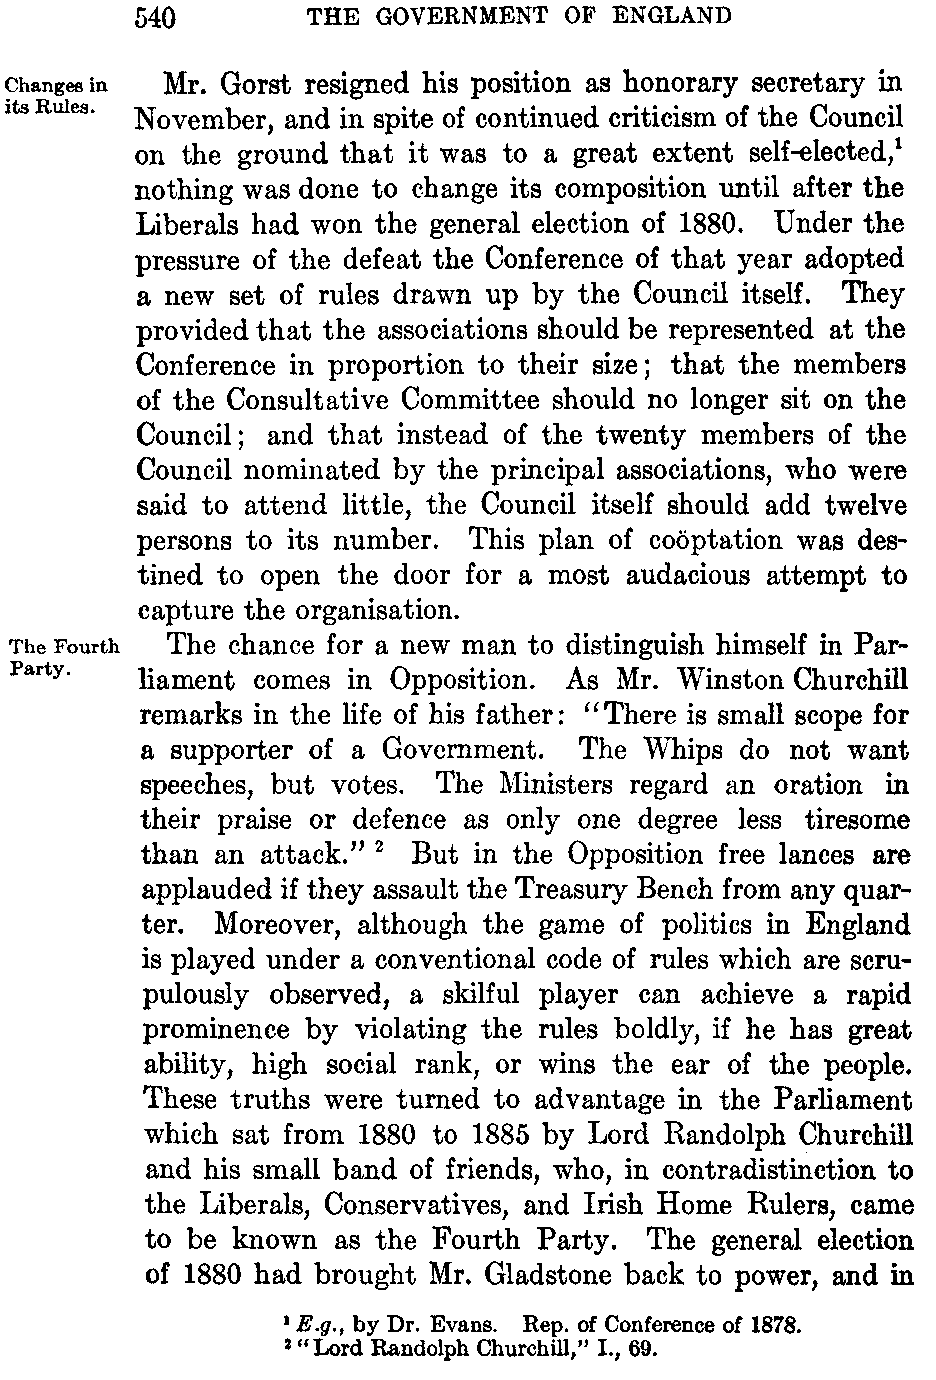 540 THE GOVERNMENT OF ENGLAND
Changes in
its Rules.
Mr. Gorst resigned his position as honorary secretary in
November, and in spite of continued criticism of the Council
on the ground that it was to a great extent self-elected,¹
nothing was done to change its composition until after the
Liberals had won the general election of 1880. Under the
pressure of the defeat the Conference of that year adopted
a new set of rules drawn up by the Council itself. They
provided that the associations should be represented at the
Conference in proportion to their size; that the members
of the Consultative Committee should no longer sit on the
Council; and that instead of the twenty members of the
Council nominated by the principal associations, who were
said to attend little, the Council itself should add twelve
persons to its number. This plan of coöptation was des-
tined to open the door for a most audacious attempt to
capture the organisation.
The Fourth
Party.
The chance for a new man to distinguish himself in Par-
liament comes in Opposition. As Mr. Winston Churchill
remarks in the life of his father: "There is small scope for
a supporter of a Government. The Whips do not want
speeches, but votes. The Ministers regard an oration in
their praise or defence as only one degree less tiresome
than an attack." ² But in the Opposition free lances are
applauded if they assault the Treasury Bench from any quar-
ter. Moreover, although the game of politics in England
is played under a conventional code of rules which are scru-
pulously observed, a skilful player can achieve a rapid
prominence by violating the rules boldly, if he has great
ability, high social rank, or wins the ear of the people.
These truths were turned to advantage in the Parliament
which sat from 1880 to 1885 by Lord Randolph Churchill
and his small band of friends, who, in contradistinction to
the Liberals, Conservatives, and Irish Home Rulers, came
to be known as the Fourth Party. The general election
of 1880 had brought Mr. Gladstone back to power, and in
¹ E.g., by Dr. Evans. Rep. of Conference of 1878.
² "Lord Randolph Churchill," I., 69.